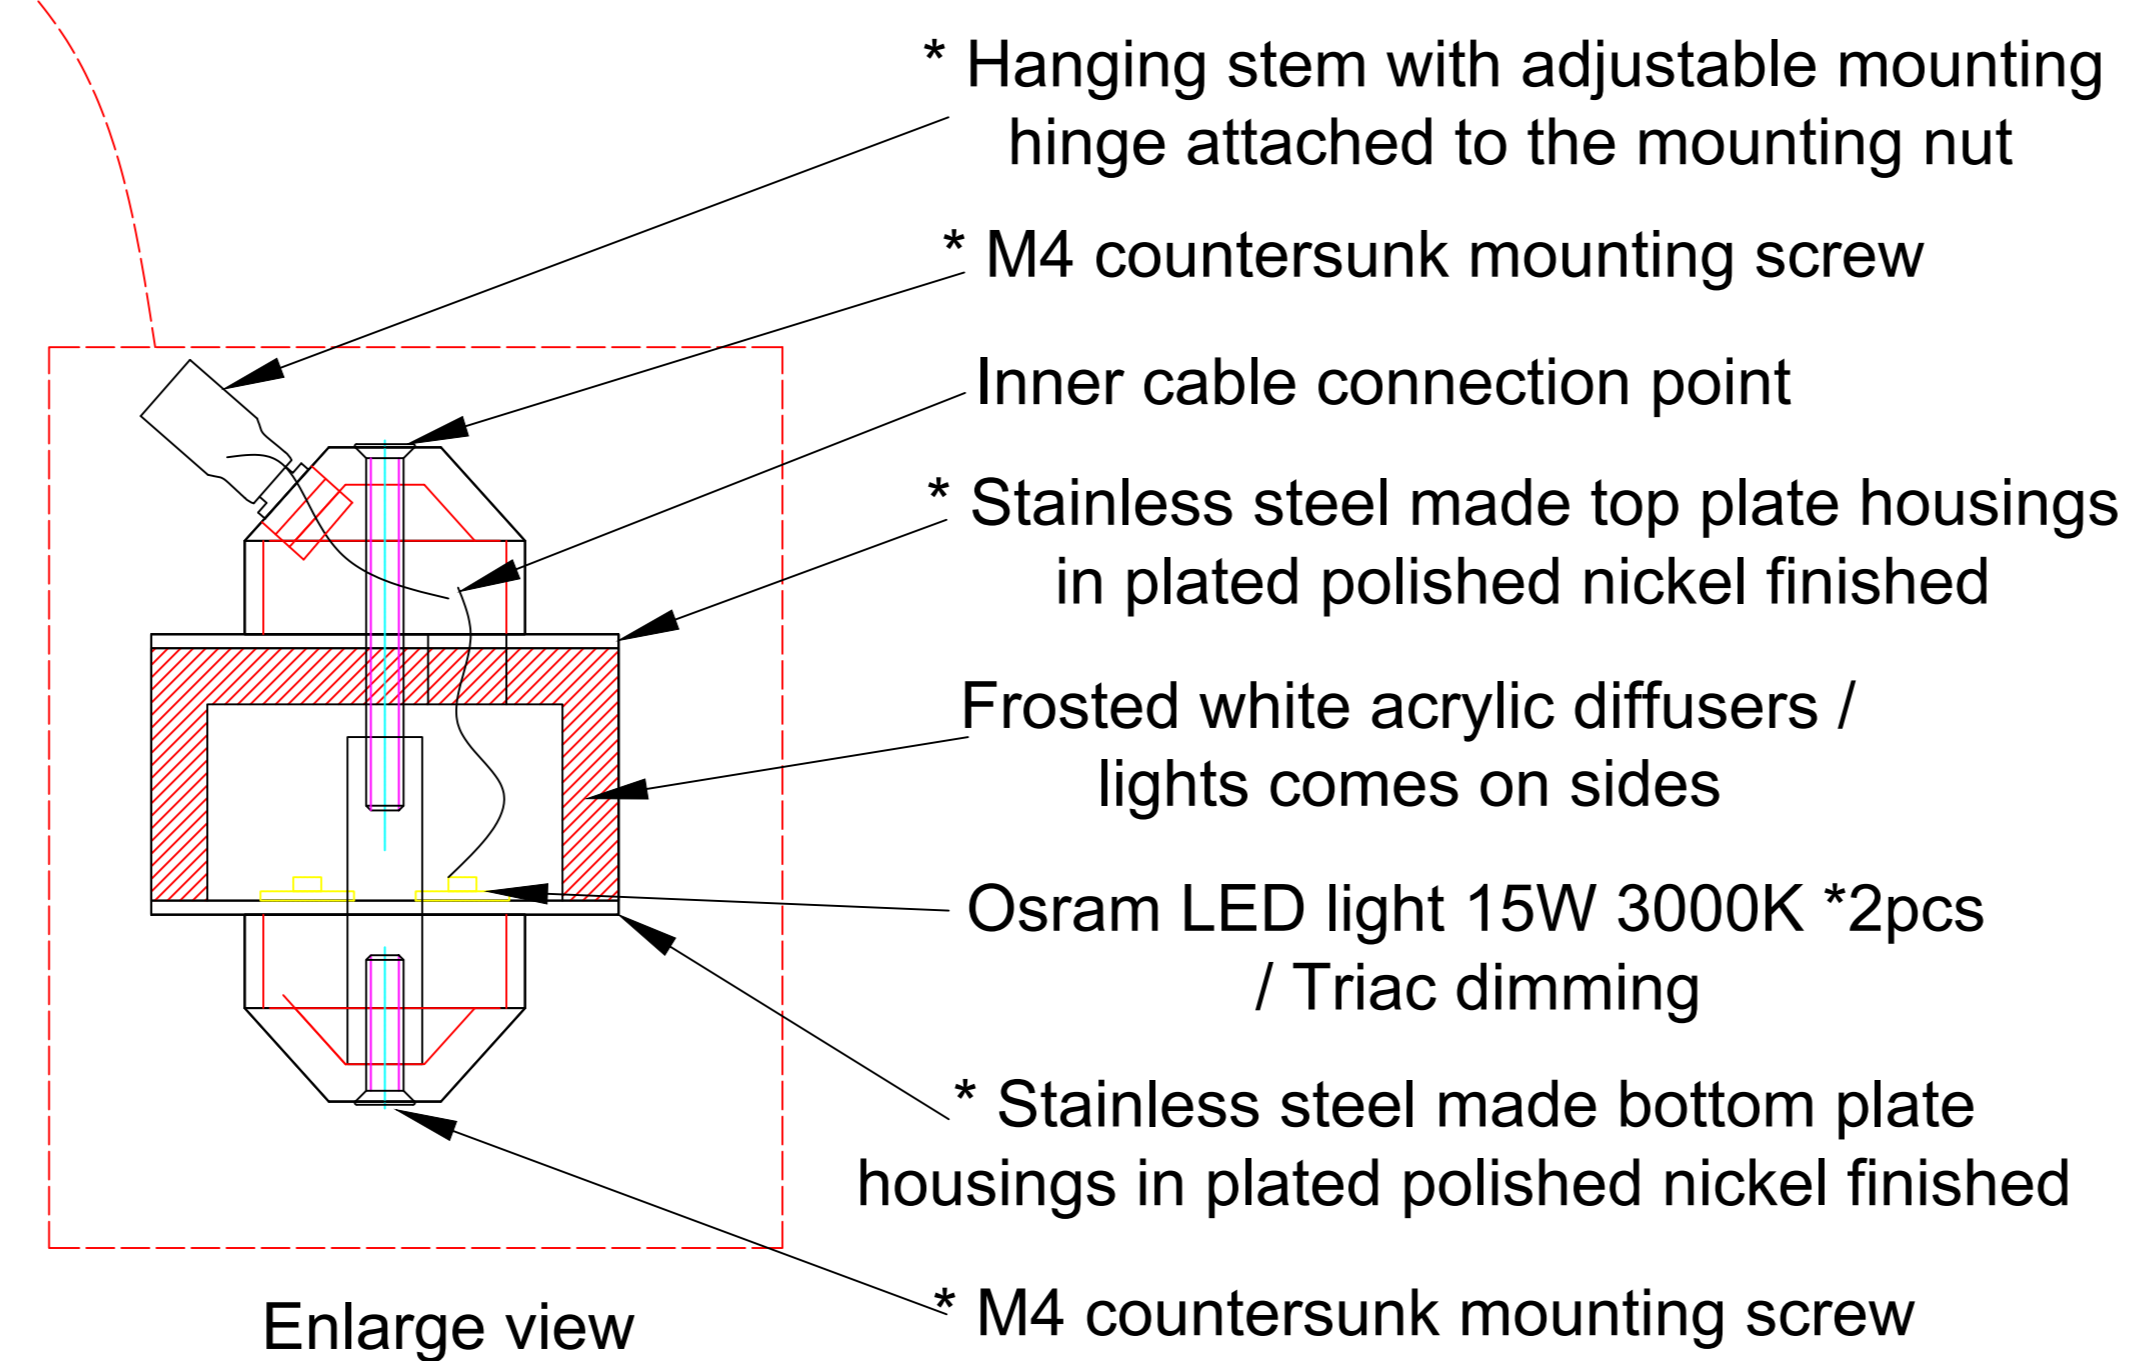 * Hanging stem with adjustable mounting
hinge attached to the mounting nut
* M4 countersunk mounting screw
Inner cable connection point
* Stainless steel made top plate housings
in plated polished nickel finished
Frosted white acrylic diffusers /
lights comes on sides
Osram LED light 15W 3000K *2pcs
/ Triac dimming
* Stainless steel made bottom plate
housings in plated polished nickel finished
* M4 countersunk mounting screw
Enlarge view